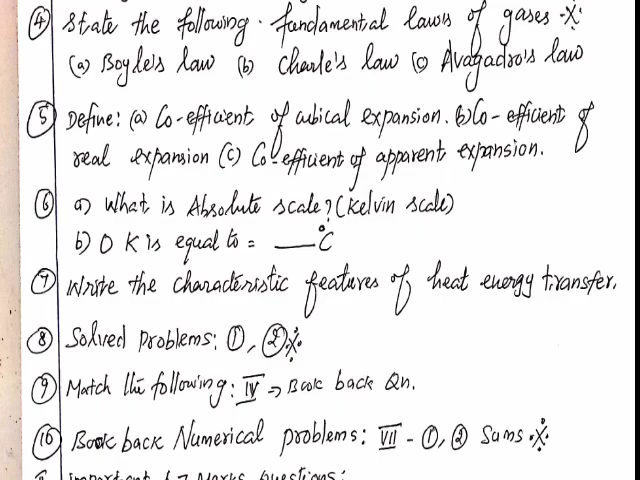 ④ State the following fundamental laws of gases
(a) Boyle's law (b) Charle's law (c) Avagadro's law
⑤ Define: (a) Co-efficient of cubical expansion. (b) Co-efficient of
real expansion (c) Co-efficient of apparent expansion.
⑥ a) What is Absolute scale? (Kelvin scale)
b) 0 K is equal to = ___ °C
⑦ Write the characteristic features of heat energy transfer.
⑧ Solved Problems: ①, ②
⑨ Match the following: IV ⇒ Book back Qn.
⑩ Book back Numerical problems: VII - ①, ② Sums
Important Marks Questions: